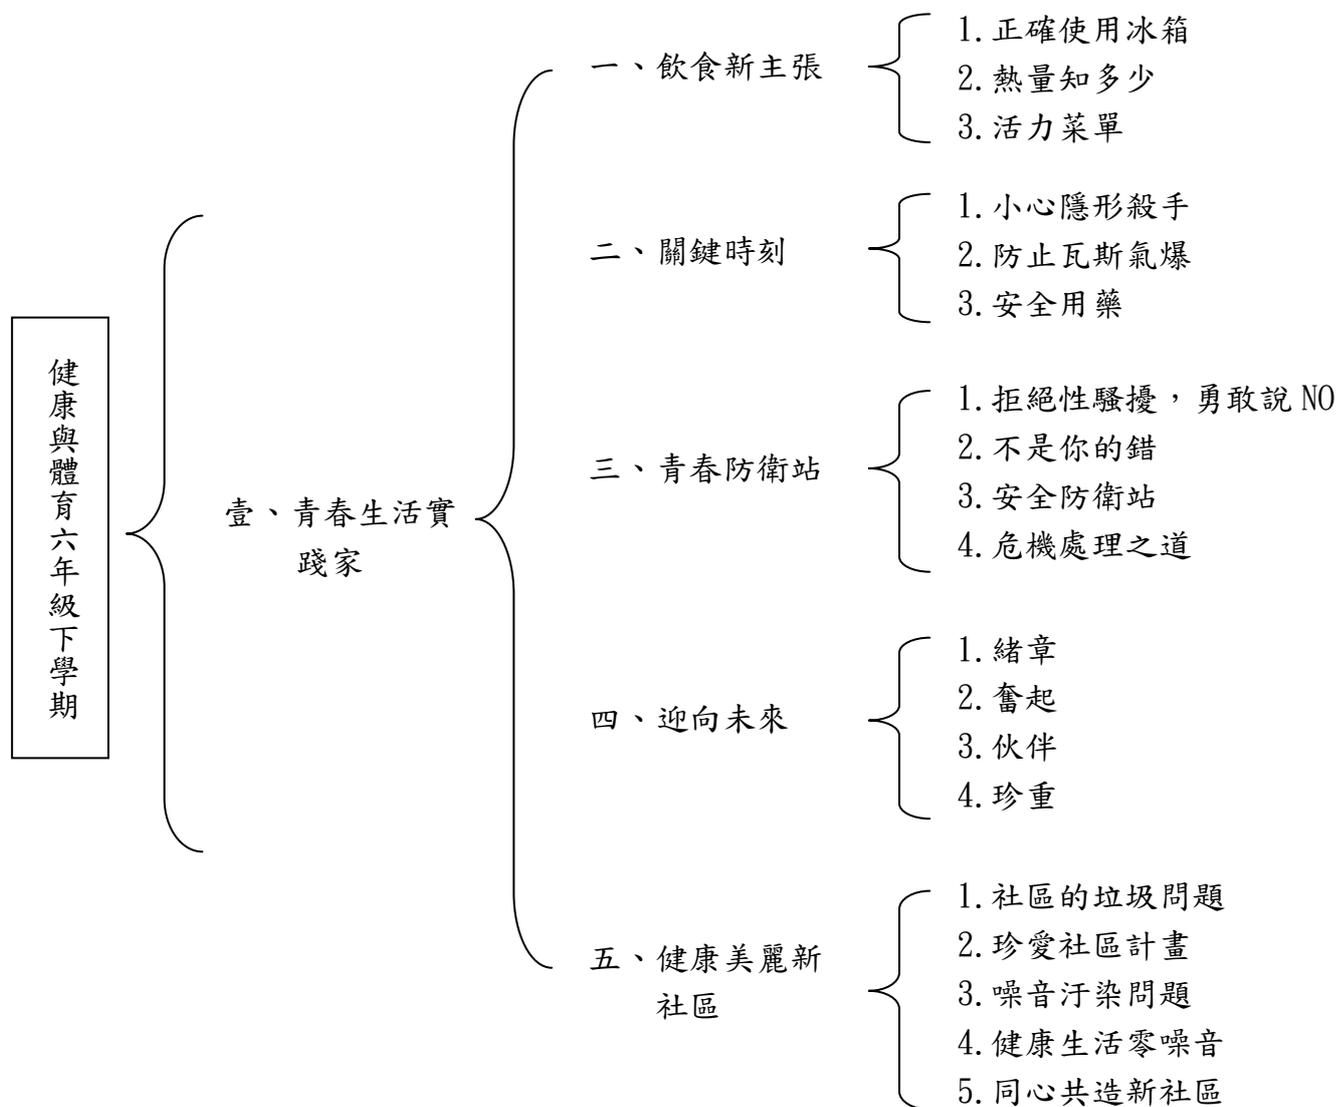 健康與體育六年級下學期
壹、青春生活實
踐家
一、飲食新主張
1.正確使用冰箱
2.熱量知多少
3.活力菜單
二、關鍵時刻
1.小心隱形殺手
2.防止瓦斯氣爆
3.安全用藥
三、青春防衛站
1.拒絕性騷擾，勇敢說 NO
2.不是你的錯
3.安全防衛站
4.危機處理之道
四、迎向未來
1.緒章
2.奮起
3.伙伴
4.珍重
五、健康美麗新
社區
1.社區的垃圾問題
2.珍愛社區計畫
3.噪音汙染問題
4.健康生活零噪音
5.同心共造新社區